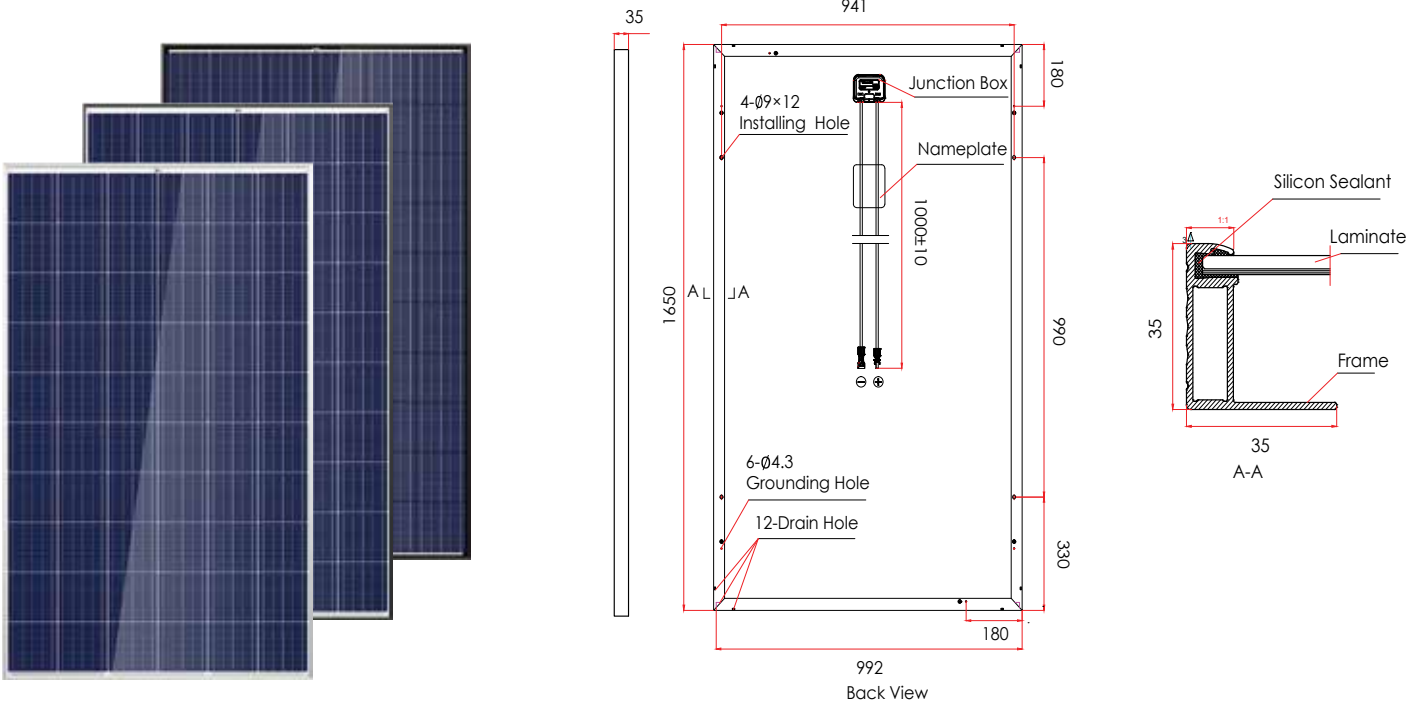 35
941
180
Junction Box
4-Ø9×12
Installing Hole
Nameplate
1000±10
A A
1650
990
6-Ø4.3
Grounding Hole
12-Drain Hole
330
180
992
Back View
Silicon Sealant
1:1
Laminate
35
Frame
35
A-A